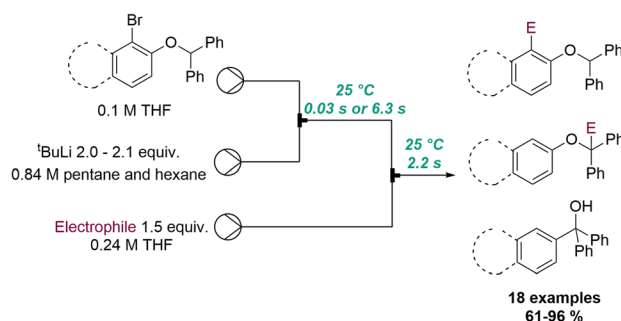 Br
O
Ph
Ph
0.1 M THF
ᵗBuLi 2.0 - 2.1 equiv.
0.84 M pentane and hexane
Electrophile 1.5 equiv.
0.24 M THF
25 °C
0.03 s or 6.3 s
25 °C
2.2 s
E
O
Ph
Ph
E
O
Ph
Ph
OH
Ph
Ph
18 examples
61-96 %